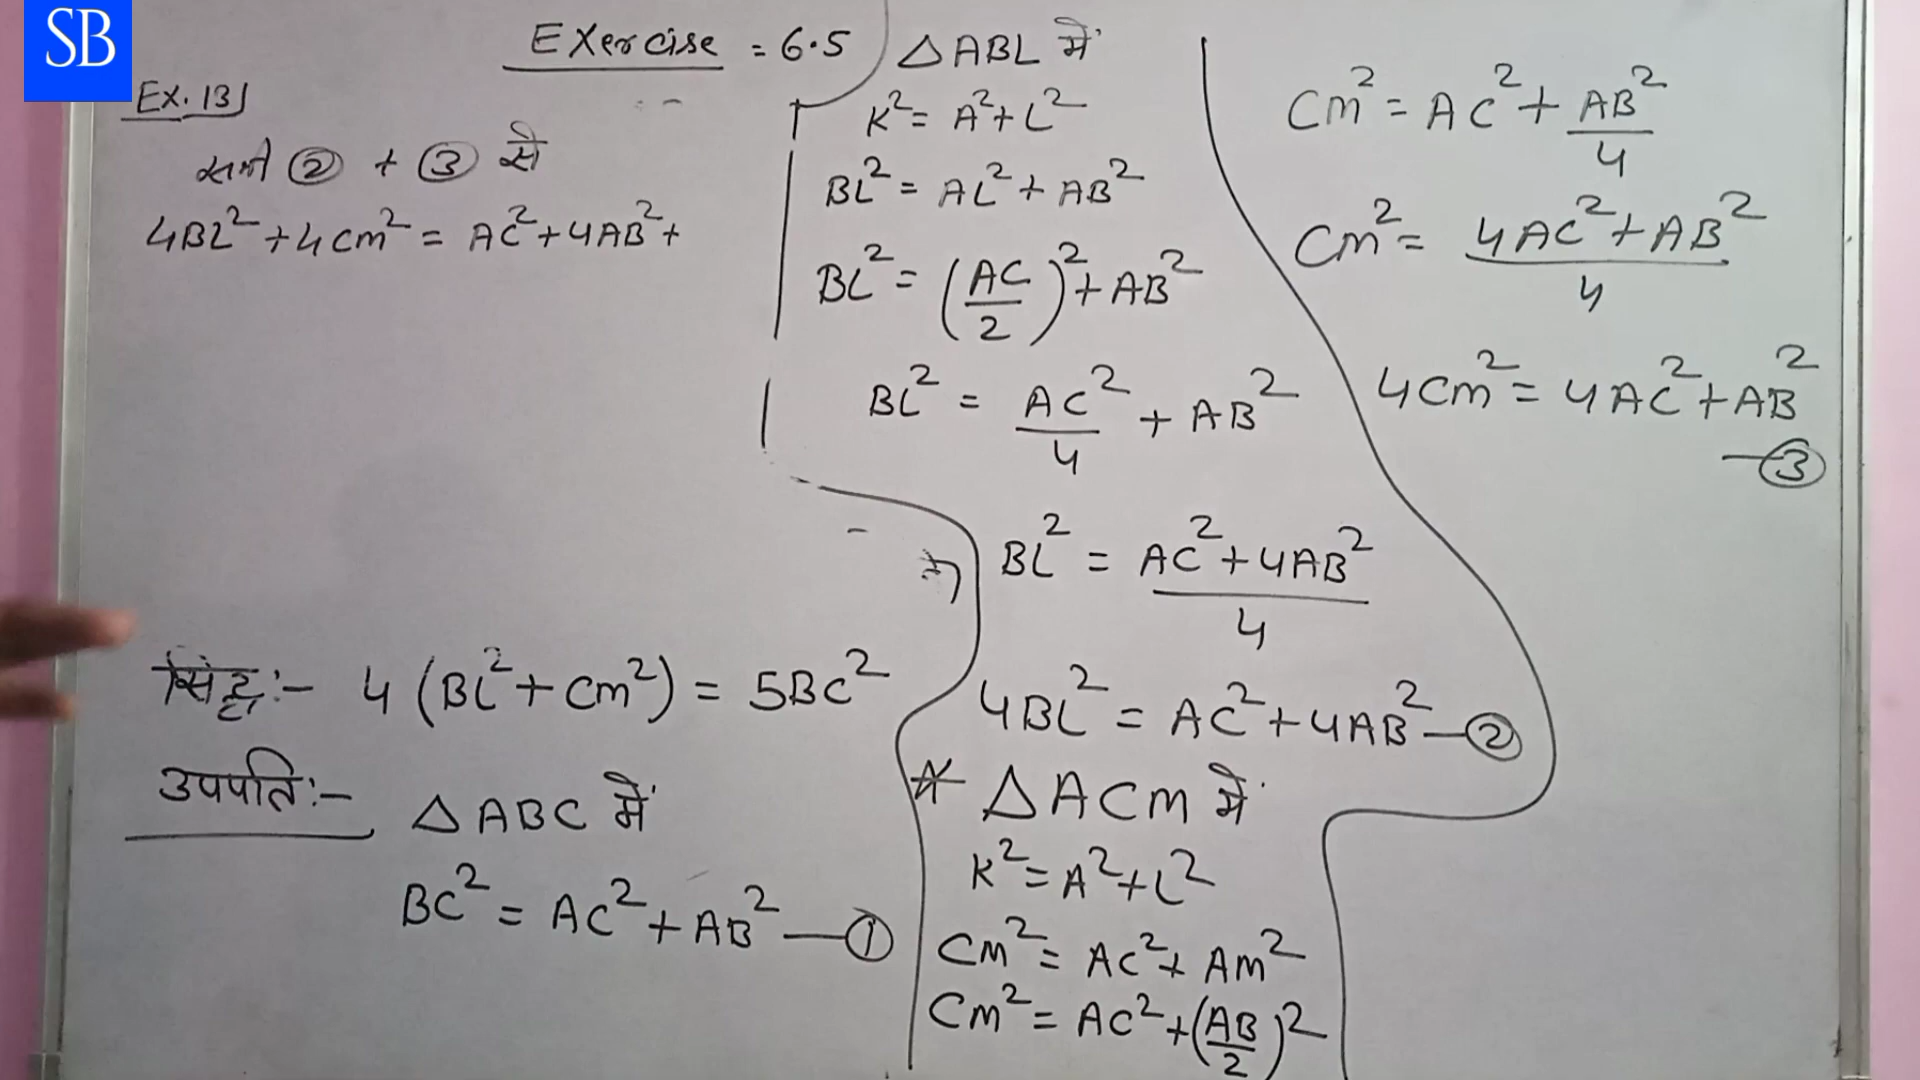 SB
Exercise = 6.5
Ex. 13)
समी ② + ③ से
4BL² + 4CM² = AC² + 4AB² +
सिद्ध :- 4 (BL² + CM²) = 5BC²
उपपति :-
△ ABC में
BC² = AC² + AB² —①
△ ABL में
K² = A² + L²
BL² = AL² + AB²
BL² = (AC/2)² + AB²
BL² = AC²/4 + AB²
⇒ BL² = (AC² + 4AB²)/4
4BL² = AC² + 4AB² —②
* △ ACM में
K² = A² + L²
CM² = AC² + AM²
CM² = AC² + (AB/2)²
CM² = AC² + AB²/4
CM² = (4AC² + AB²)/4
4CM² = 4AC² + AB²
—③